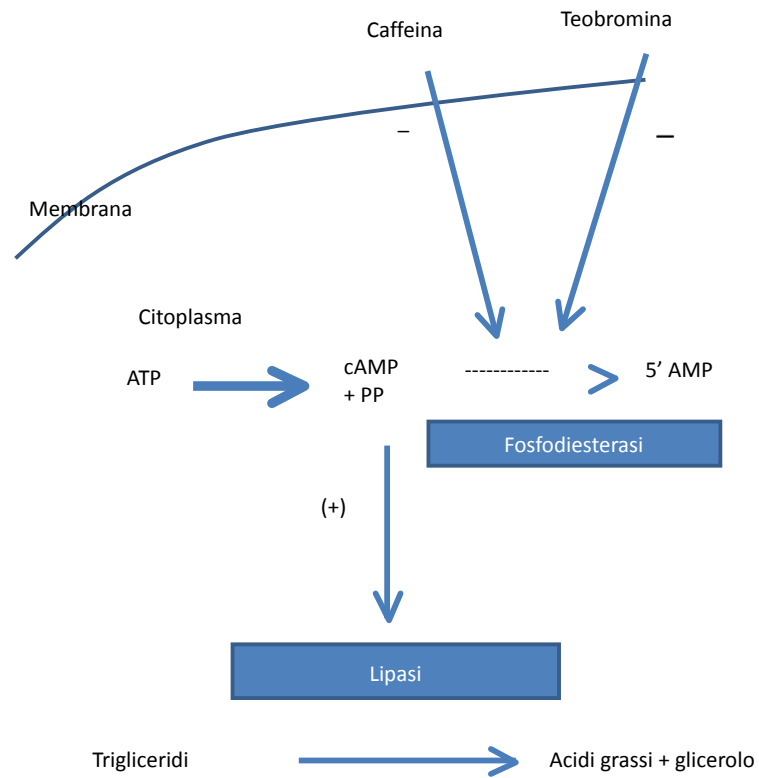 Caffeina
Teobromina
–
–
Membrana
Citoplasma
ATP
cAMP
+ PP
------------
5’ AMP
Fosfodiesterasi
(+)
Lipasi
Trigliceridi
Acidi grassi + glicerolo